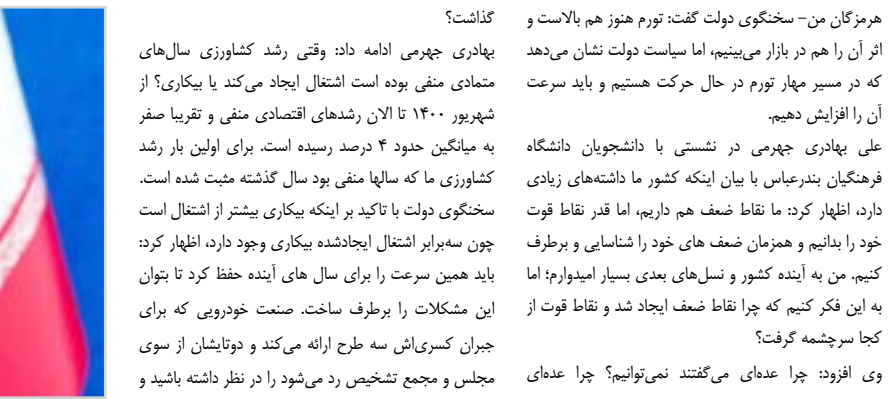 هرمزگان من- سخنگوی دولت گفت: تورم هنوز هم بالاست و
اثر آن را هم در بازار می‌بینیم، اما سیاست دولت نشان می‌دهد
که در مسیر مهار تورم در حال حرکت هستیم و باید سرعت
آن را افزایش دهیم.
علی بهادری جهرمی در نشستی با دانشجویان دانشگاه
فرهنگیان بندرعباس با بیان اینکه کشور ما داشته‌های زیادی
دارد، اظهار کرد: ما نقاط ضعف هم داریم، اما قدر نقاط قوت
خود را بدانیم و همزمان ضعف های خود را شناسایی و برطرف
کنیم. من به آینده کشور و نسل‌های بعدی بسیار امیدوارم؛ اما
به این فکر کنیم که چرا نقاط ضعف ایجاد شد و نقاط قوت از
کجا سرچشمه گرفت؟
وی افزود: چرا عده‌ای می‌گفتند نمی‌توانیم؟ چرا عده‌ای
گذاشت؟
بهادری جهرمی ادامه داد: وقتی رشد کشاورزی سال‌های
متمادی منفی بوده است اشتغال ایجاد می‌کند یا بیکاری؟ از
شهریور ۱۴۰۰ تا الان رشدهای اقتصادی منفی و تقریبا صفر
به میانگین حدود ۴ درصد رسیده است. برای اولین بار رشد
کشاورزی ما که سالها منفی بود سال گذشته مثبت شده است.
سخنگوی دولت با تاکید بر اینکه بیکاری بیشتر از اشتغال است
چون سه‌برابر اشتغال ایجادشده بیکاری وجود دارد، اظهار کرد:
باید همین سرعت را برای سال های آینده حفظ کرد تا بتوان
این مشکلات را برطرف ساخت. صنعت خودرویی که برای
جبران کسری‌اش سه طرح ارائه می‌کند و دوتایشان از سوی
مجلس و مجمع تشخیص رد می‌شود را در نظر داشته باشید و